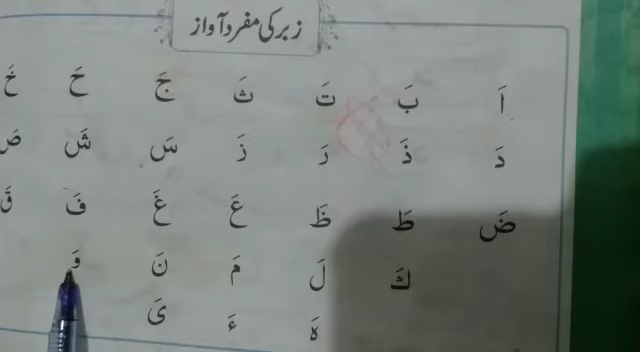 زبر کی مفرد آواز
اَ بَ تَ ثَ جَ حَ خَ
دَ ذَ رَ زَ سَ شَ صَ
ضَ طَ ظَ عَ غَ فَ قَ
كَ لَ مَ نَ وَ
هَ ءَ یَ